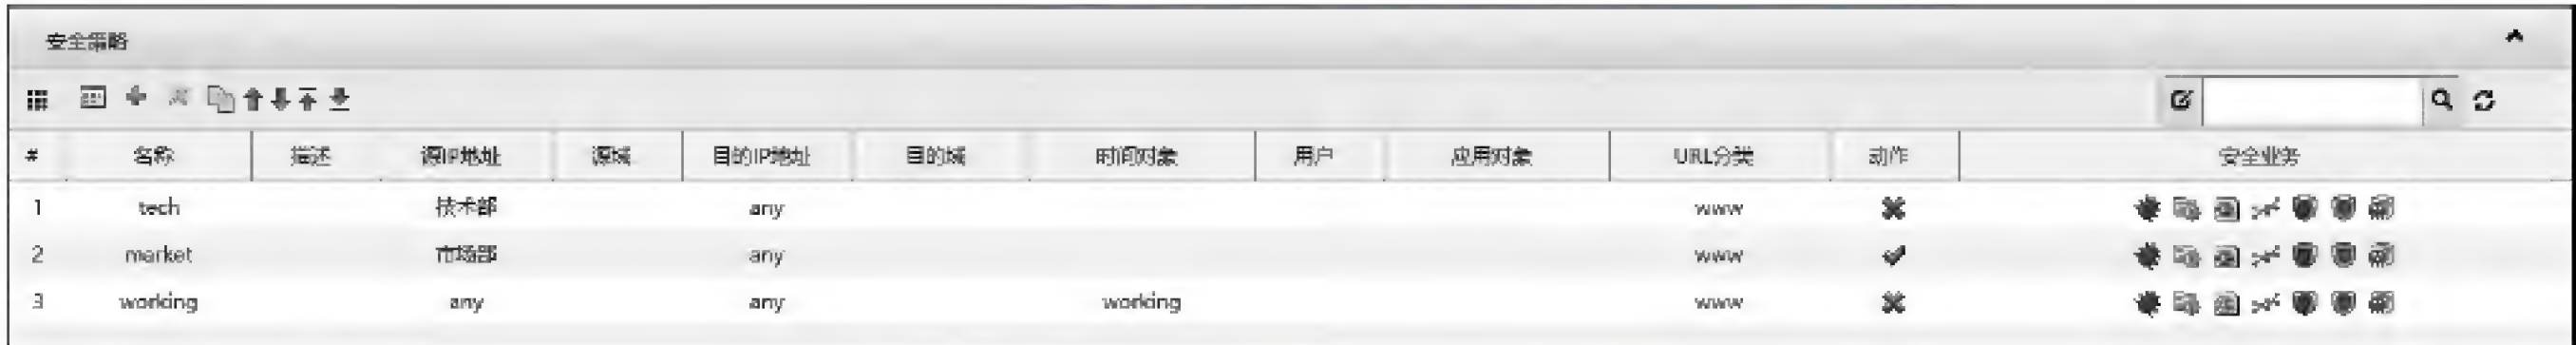 安全策略
# 名称 描述 源IP地址 源域 目的IP地址 目的域 时间对象 用户 应用对象 URL分类 动作 安全业务
1 tech 技术部 any www
2 market 市场部 any www
3 working any any working www